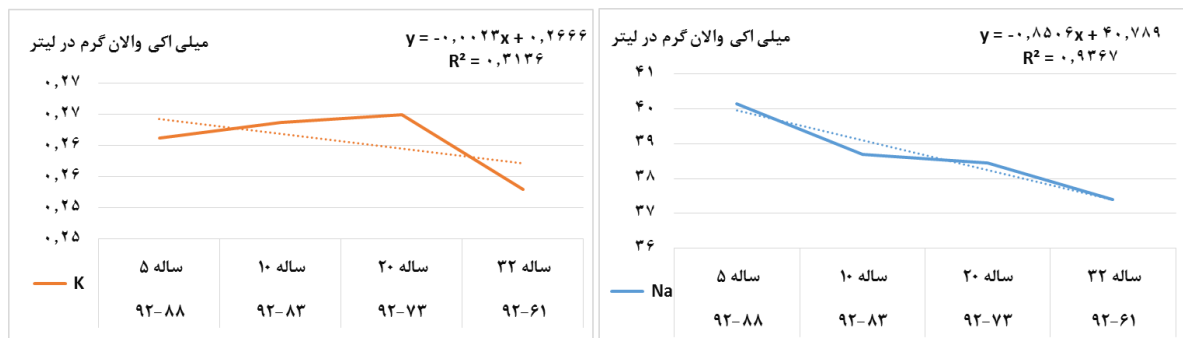 میلی اکی والان گرم در لیتر
y = -۰,۰۰۲۳x + ۰,۲۶۶۶
R² = ۰,۳۱۳۶
۰,۲۷
۰,۲۷
۰,۲۶
۰,۲۶
۰,۲۵
۰,۲۵
۵ ساله
۱۰ ساله
۲۰ ساله
۳۲ ساله
K
۹۲-۸۸
۹۲-۸۳
۹۲-۷۳
۹۲-۶۱
میلی اکی والان گرم در لیتر
y = -۰,۸۵۰۶x + ۴۰,۷۸۹
R² = ۰,۹۳۶۷
۴۱
۴۰
۳۹
۳۸
۳۷
۳۶
۵ ساله
۱۰ ساله
۲۰ ساله
۳۲ ساله
Na
۹۲-۸۸
۹۲-۸۳
۹۲-۷۳
۹۲-۶۱